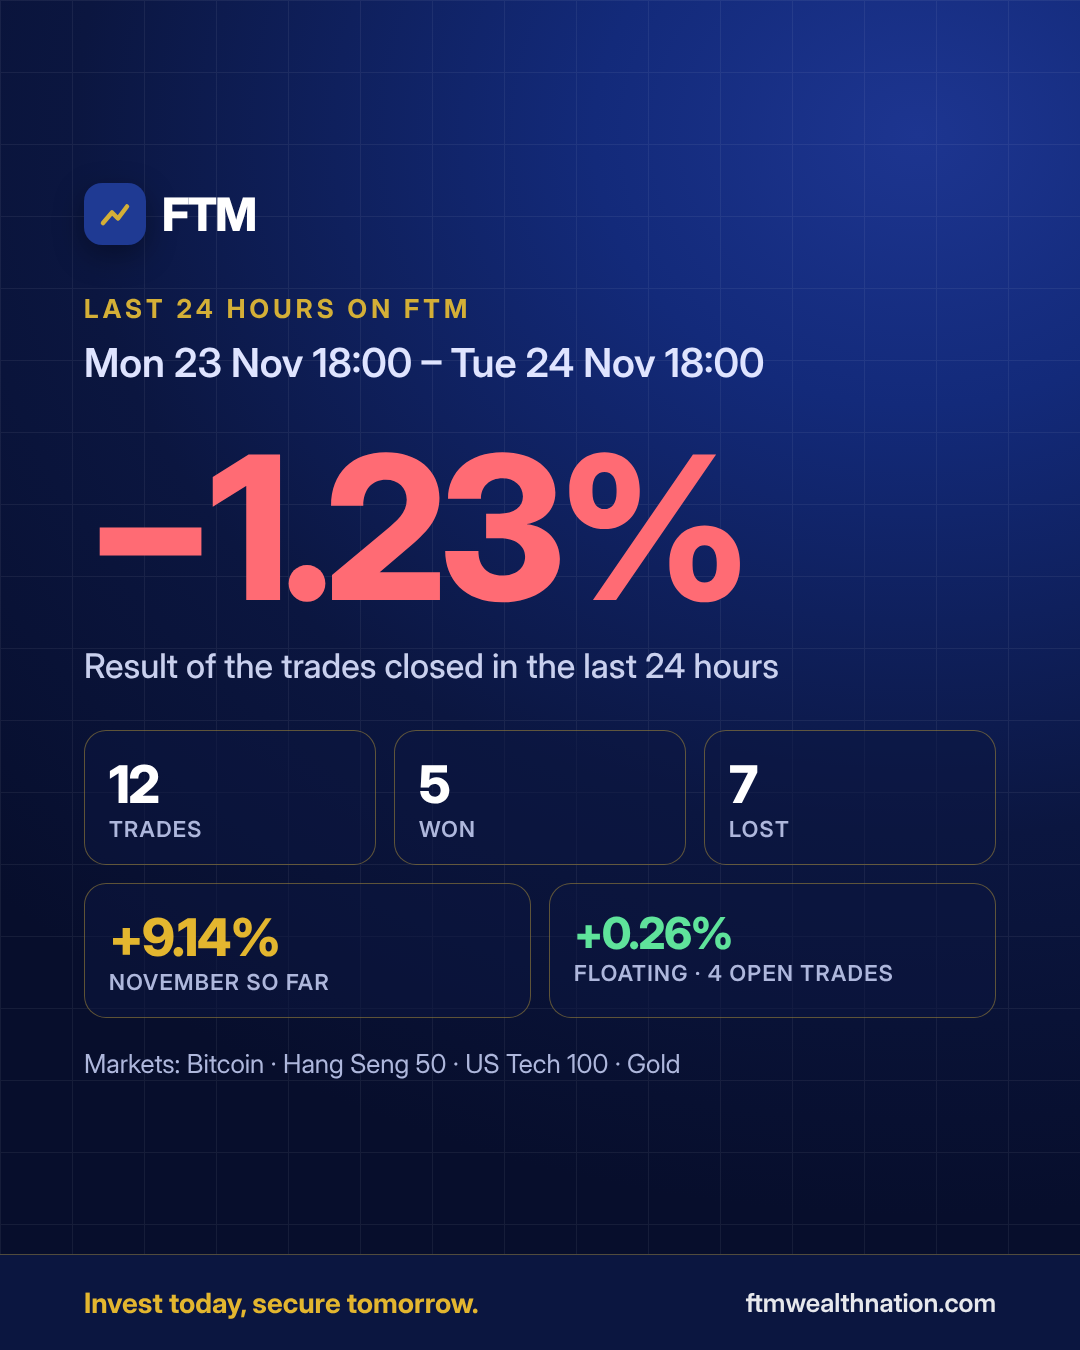 FTM
LAST 24 HOURS ON FTM
Mon 23 Nov 18:00 – Tue 24 Nov 18:00
–1.23%
Result of the trades closed in the last 24 hours
12
TRADES
5
WON
7
LOST
+9.14%
NOVEMBER SO FAR
+0.26%
FLOATING · 4 OPEN TRADES
Markets: Bitcoin · Hang Seng 50 · US Tech 100 · Gold
Invest today, secure tomorrow.
ftmwealthnation.com